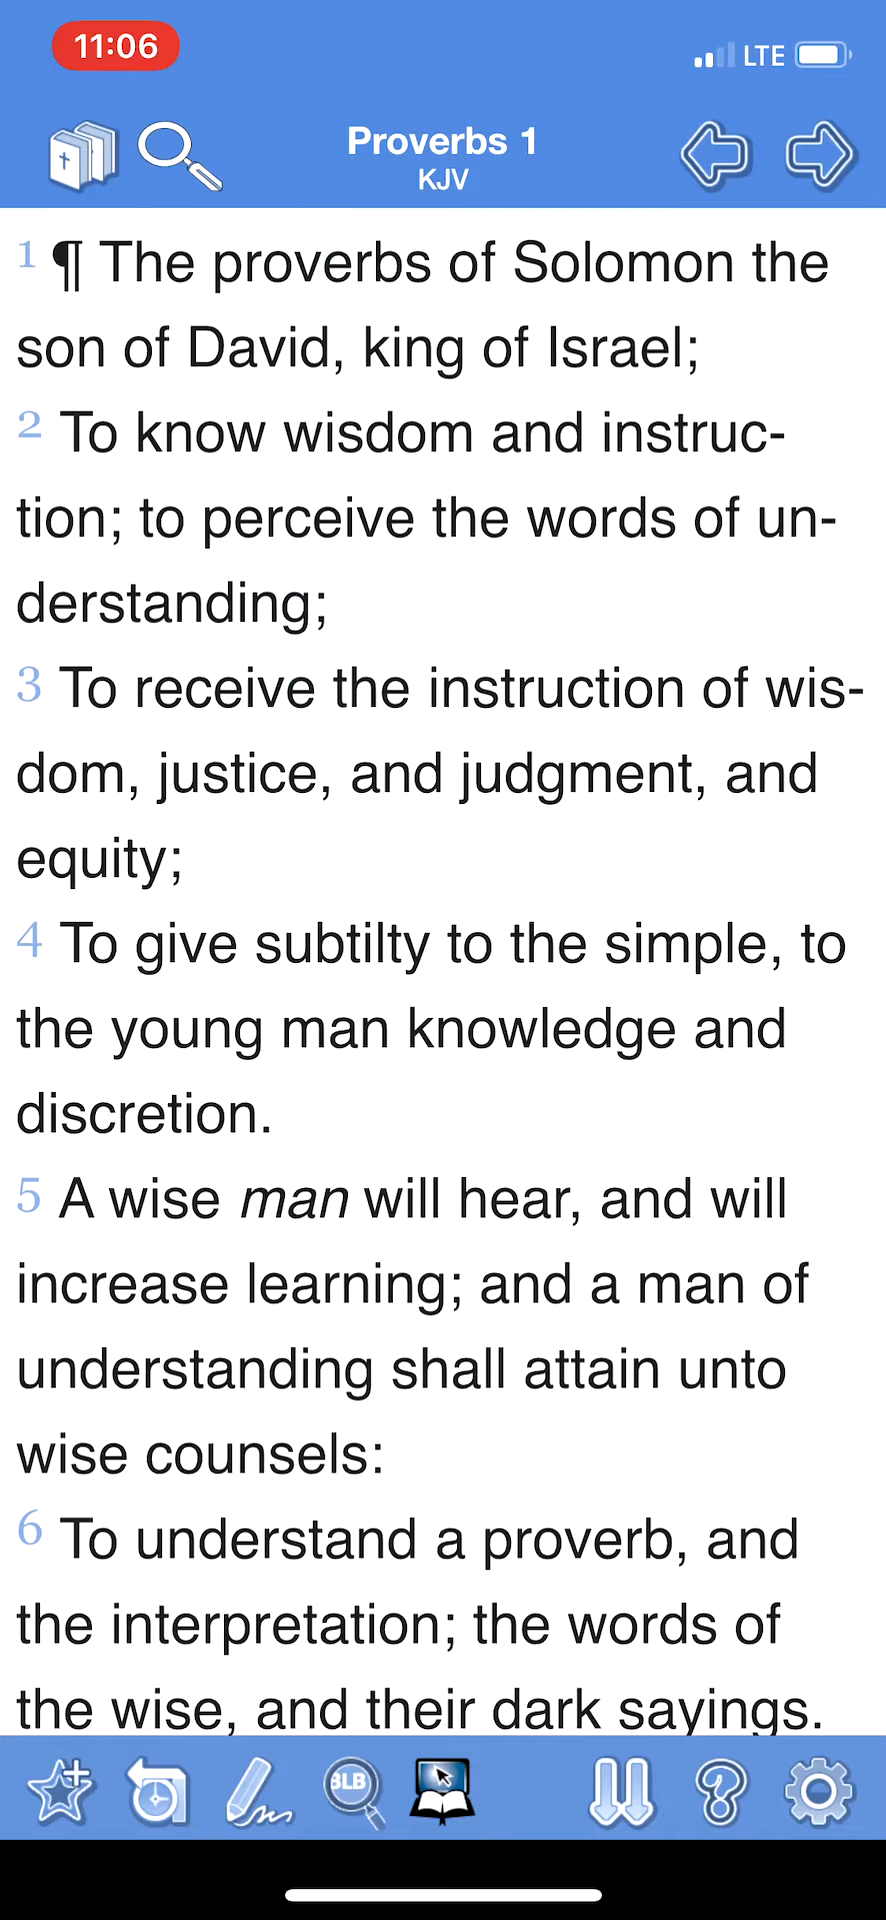 11:06
LTE
Proverbs 1
KJV
1 ¶ The proverbs of Solomon the
son of David, king of Israel;
2 To know wisdom and instruc-
tion; to perceive the words of un-
derstanding;
3 To receive the instruction of wis-
dom, justice, and judgment, and
equity;
4 To give subtilty to the simple, to
the young man knowledge and
discretion.
5 A wise man will hear, and will
increase learning; and a man of
understanding shall attain unto
wise counsels:
6 To understand a proverb, and
the interpretation; the words of
the wise, and their dark sayings.
BLB